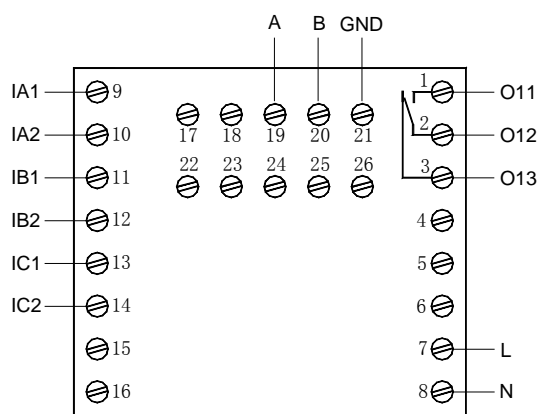 A B GND
IA1 9 1 O11
17 18 19 20 21
IA2 10 2 O12
22 23 24 25 26
IB1 11 3 O13
IB2 12 4
IC1 13 5
IC2 14 6
15 7 L
16 8 N